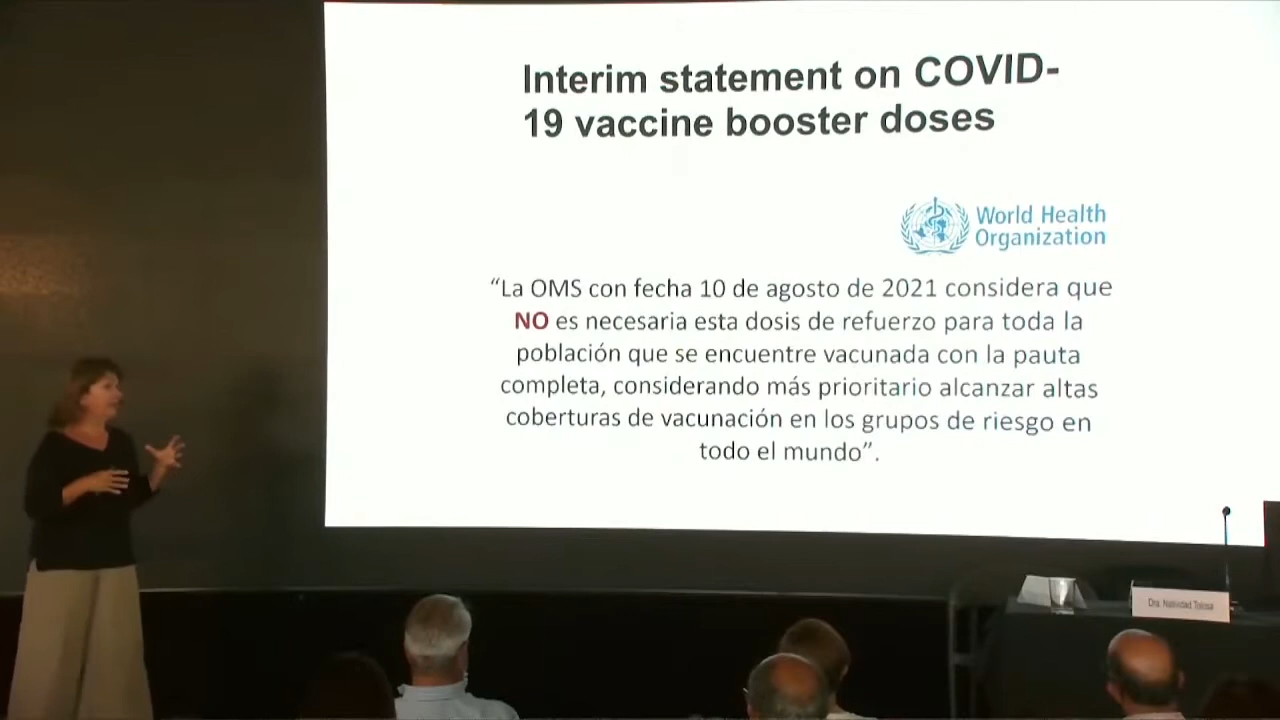 Interim statement on COVID-
19 vaccine booster doses
World Health
Organization
“La OMS con fecha 10 de agosto de 2021 considera que
NO es necesaria esta dosis de refuerzo para toda la
población que se encuentre vacunada con la pauta
completa, considerando más prioritario alcanzar altas
coberturas de vacunación en los grupos de riesgo en
todo el mundo”.
Dra. Natividad Tolosa